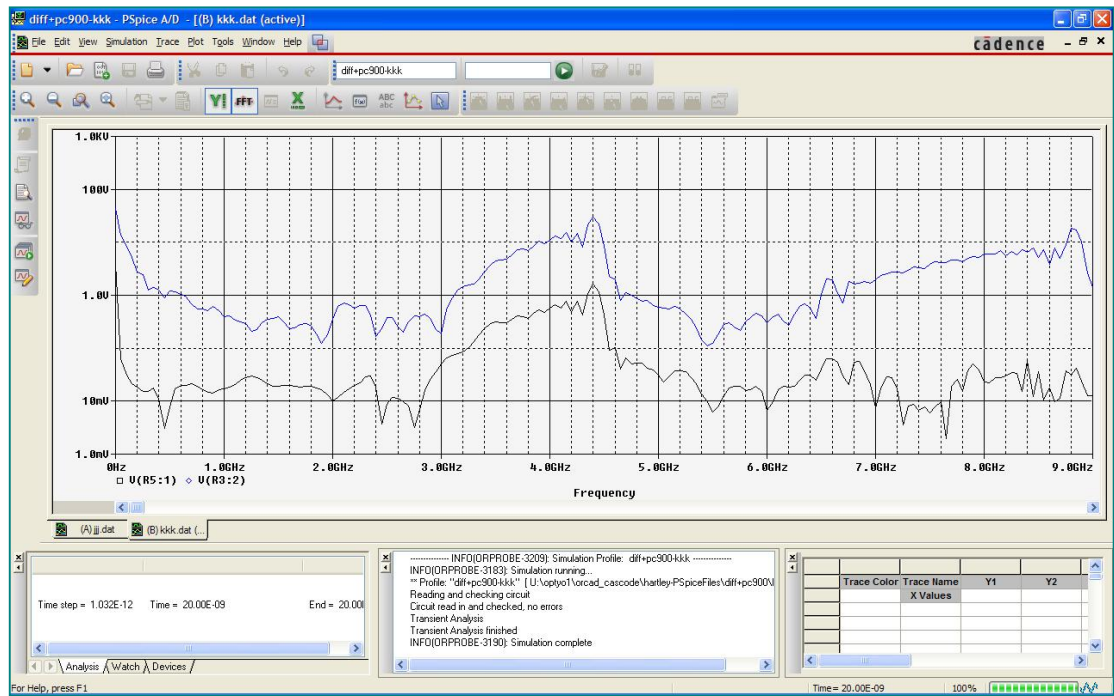 diff+pc900-kkk - PSpice A/D - [(B) kkk.dat (active)]
File Edit View Simulation Trace Plot Tools Window Help
cādence
diff+pc900-kkk
1.0KV
100V
1.0V
10mV
1.0mV
0Hz 1.0GHz 2.0GHz 3.0GHz 4.0GHz 5.0GHz 6.0GHz 7.0GHz 8.0GHz 9.0GHz
V(R5:1) V(R3:2)
Frequency
(A) jjj.dat (B) kkk.dat (...
Time step = 1.032E-12 Time = 20.00E-09 End = 20.00
Analysis Watch Devices
--------------- INFO(ORPROBE-3209): Simulation Profile: diff+pc900-kkk ---------------
INFO(ORPROBE-3183): Simulation running...
** Profile: "diff+pc900-kkk" [ U:\optyo1\orcad_cascode\hartley-PSpiceFiles\diff+pc900\
Reading and checking circuit
Circuit read in and checked, no errors
Transient Analysis
Transient Analysis finished
INFO(ORPROBE-3190): Simulation complete
Trace Color Trace Name Y1 Y2
X Values
For Help, press F1
Time= 20.00E-09 100%